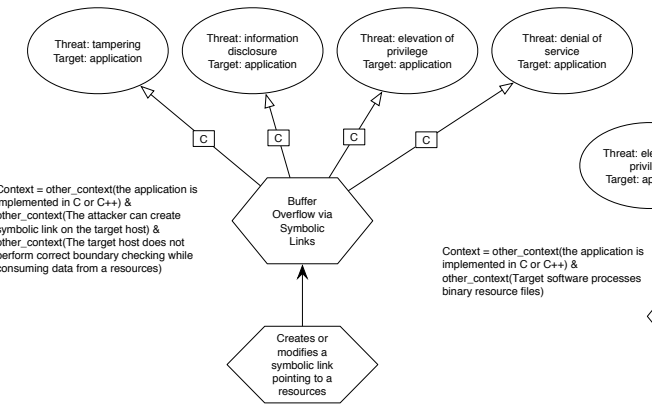 Threat: tampering
Target: application
Threat: information
disclosure
Target: application
Threat: elevation of
privilege
Target: application
Threat: denial of
service
Target: application
C
C
C
C
Threat:
Target:
Context = other_context(the application is
implemented in C or C++) &
other_context(The attacker can create
symbolic link on the target host) &
other_context(The target host does not
perform correct boundary checking while
consuming data from a resources)
Buffer
Overflow via
Symbolic
Links
Context = other_context(the application is
implemented in C or C++) &
other_context(Target software processes
binary resource files)
Creates or
modifies a
symbolic link
pointing to a
resources